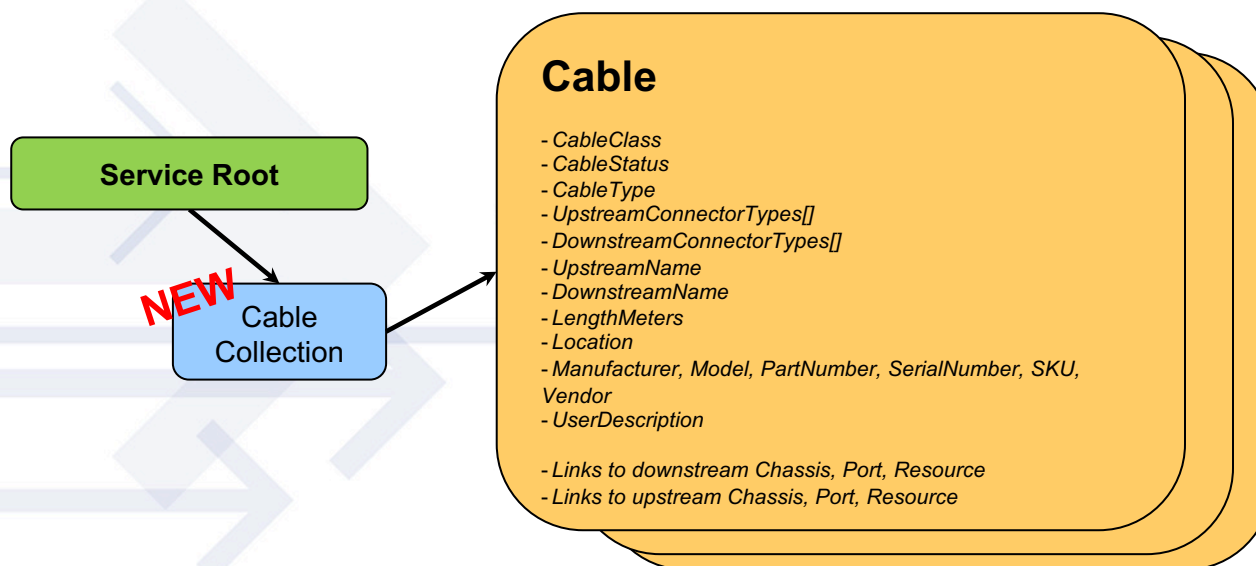 Cable
- CableClass
- CableStatus
- CableType
- UpstreamConnectorTypes[]
- DownstreamConnectorTypes[]
- UpstreamName
- DownstreamName
- LengthMeters
- Location
- Manufacturer, Model, PartNumber, SerialNumber, SKU,
Vendor
- UserDescription
- Links to downstream Chassis, Port, Resource
- Links to upstream Chassis, Port, Resource
Service Root
NEW
Cable
Collection